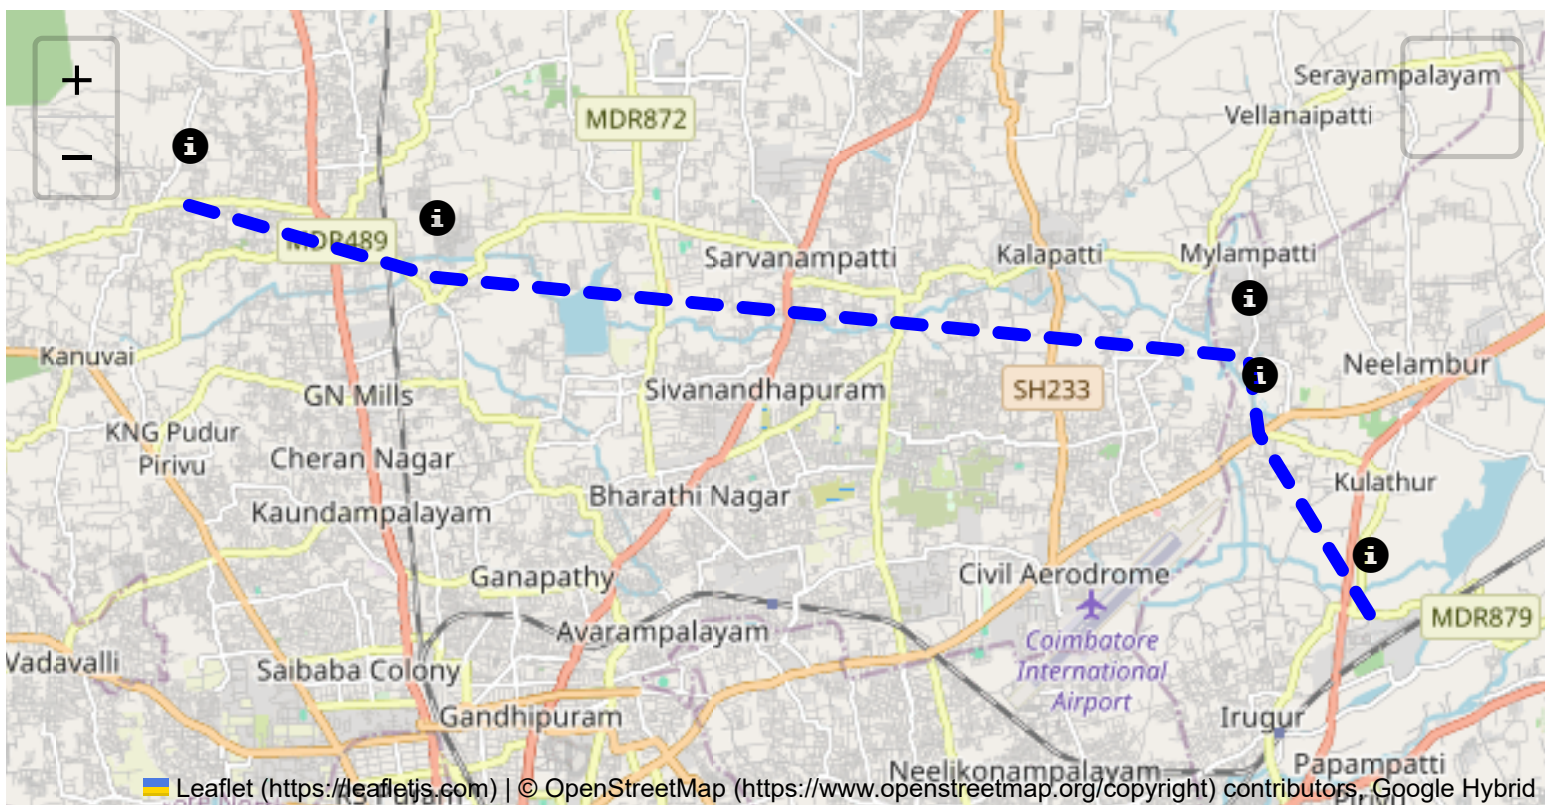 +
Serayampalayam
MDR872
Vellanaipatti
−
MDR489
Sarvanampatti
Kalapatti
Mylampatti
Kanuvai
Neelambur
GN Mills
Sivanandhapuram
SH233
KNG Pudur
Pirivu
Cheran Nagar
Kulathur
Bharathi Nagar
Kaundampalayam
Ganapathy
Civil Aerodrome
MDR879
Avarampalayam
Coimbatore
International
Airport
Vadavalli
Saibaba Colony
Gandhipuram
Irugur
Neelikonampalayam
Papampatti
Leaflet (https://leafletjs.com) | © OpenStreetMap (https://www.openstreetmap.org/copyright) contributors, Google Hybrid